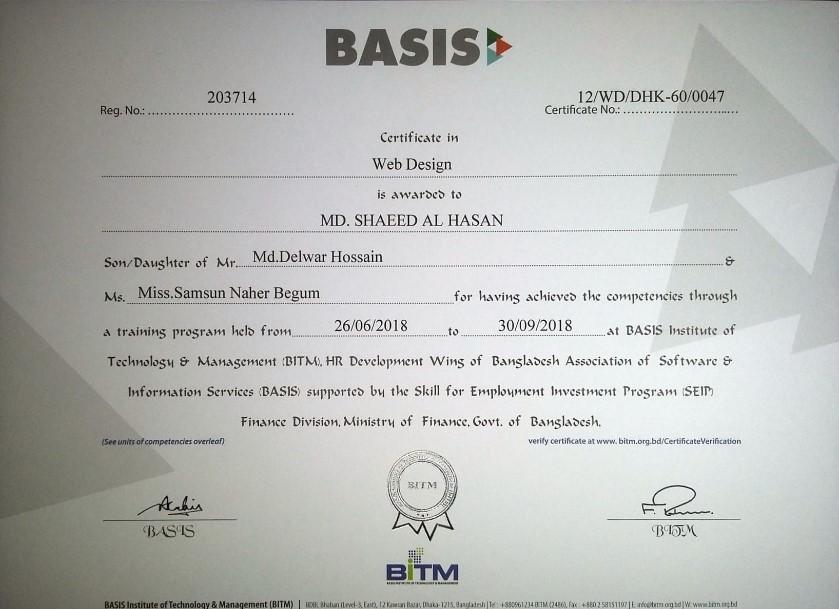 BASIS
203714 12/WD/DHK-60/0047
Reg. No.: Certificate No.:
Certificate in
Web Design
is awarded to
MD. SHAEED AL HASAN
Son/Daughter of Mr. Md.Delwar Hossain &
Ms. Miss.Samsun Naher Begum for having achieved the competencies through
a training program held from 26/06/2018 to 30/09/2018 at BASIS Institute of
Technology & Management (BITM), HR Development Wing of Bangladesh Association of Software &
Information Services (BASIS) supported by the Skill for Employment Investment Program (SEIP)
Finance Division, Ministry of Finance, Govt. of Bangladesh.
(See units of competencies overleaf) verify certificate at www. bitm.org.bd/CertificateVerification
BITM
BASIS BITM
BITM
BASIS INSTITUTE OF TECHNOLOGY & MANAGEMENT
BASIS Institute of Technology & Management (BITM) | BDBL Bhaban (Level-3, East), 12 Kawran Bazar, Dhaka-1215, Bangladesh | Tel : +880961234 BITM (2486), Fax : +880 2 58151197 | E: info@bitm.org.bd | W: www.bitm.org.bd